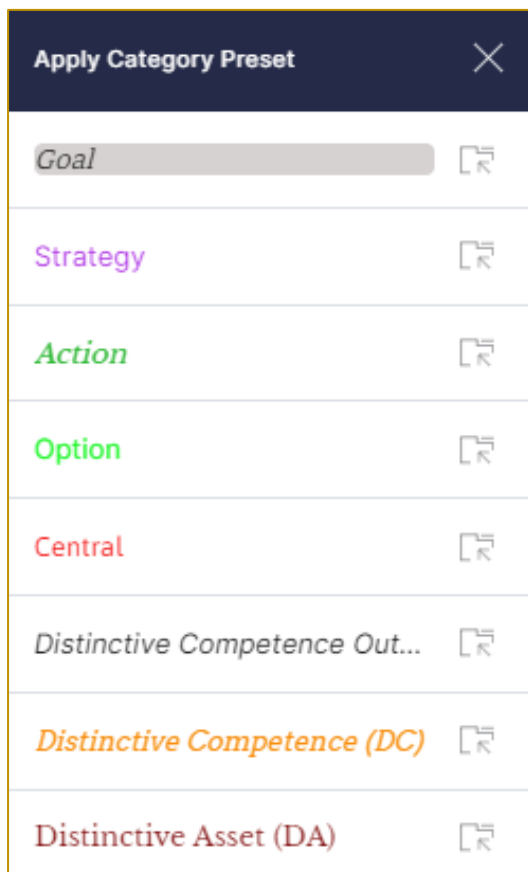 Apply Category Preset
Goal
Strategy
Action
Option
Central
Distinctive Competence Out...
Distinctive Competence (DC)
Distinctive Asset (DA)